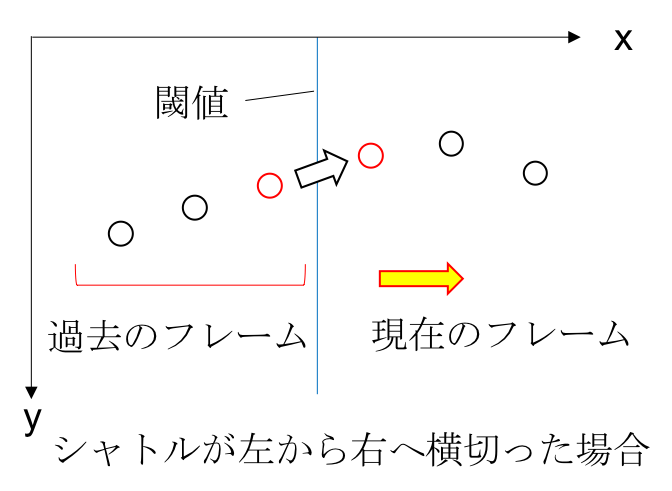 x
閾値
過去のフレーム
現在のフレーム
y
シャトルが左から右へ横切った場合